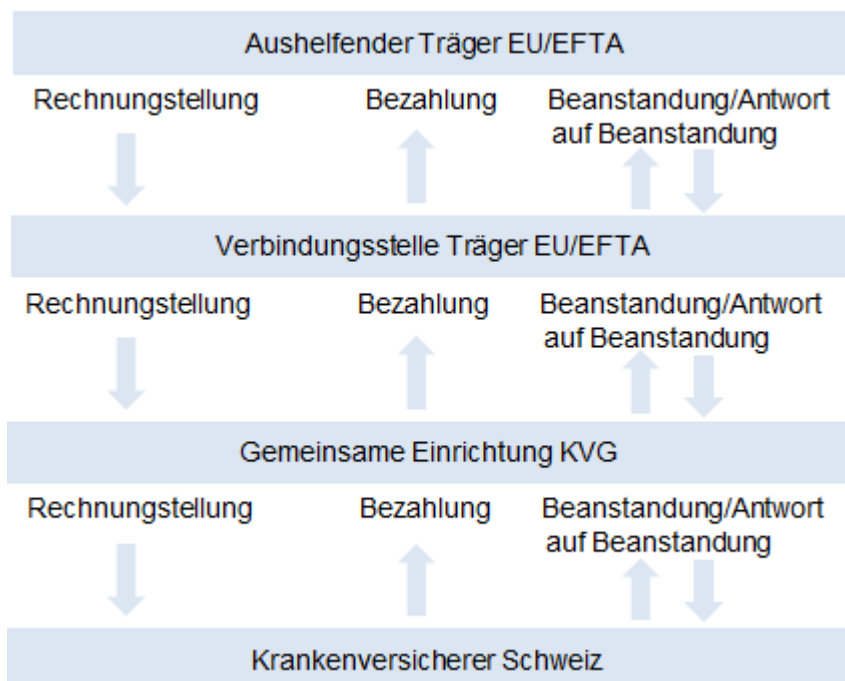 Aushelfender Träger EU/EFTA
Rechnungstellung
Bezahlung
Beanstandung/Antwort
auf Beanstandung
Verbindungsstelle Träger EU/EFTA
Rechnungstellung
Bezahlung
Beanstandung/Antwort
auf Beanstandung
Gemeinsame Einrichtung KVG
Rechnungstellung
Bezahlung
Beanstandung/Antwort
auf Beanstandung
Krankenversicherer Schweiz